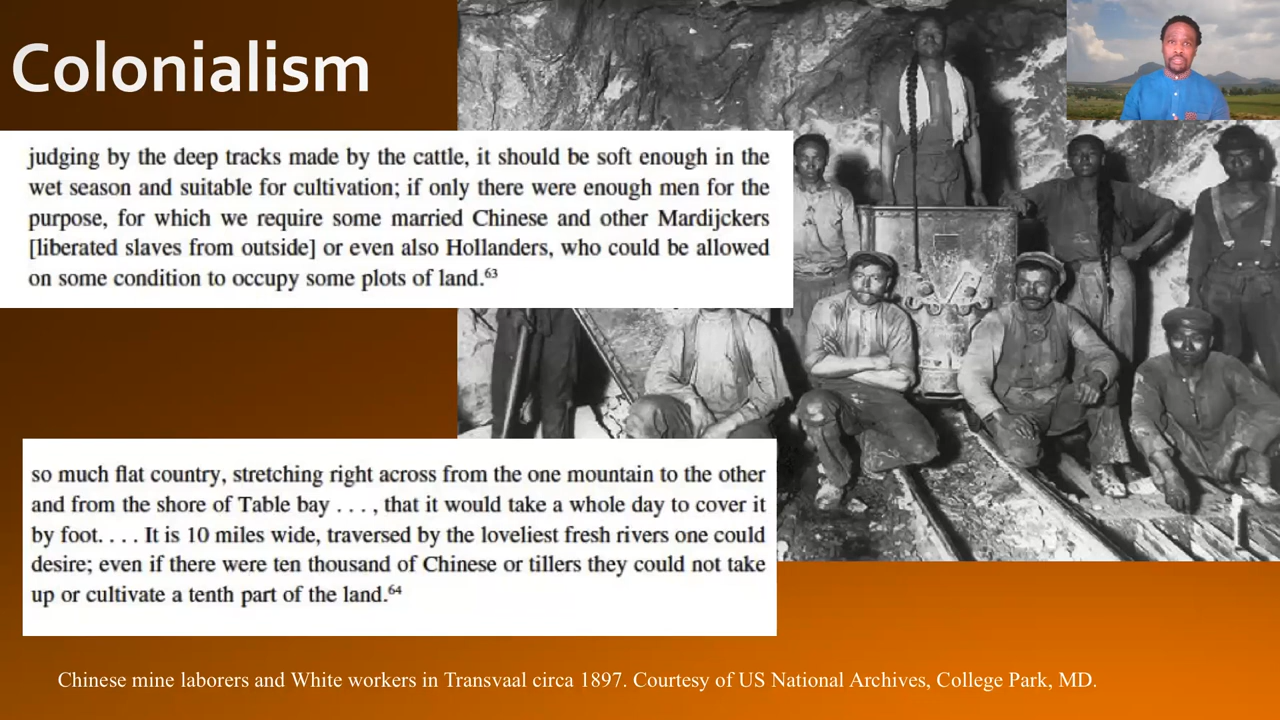 Colonialism
judging by the deep tracks made by the cattle, it should be soft enough in the
wet season and suitable for cultivation; if only there were enough men for the
purpose, for which we require some married Chinese and other Mardijckers
[liberated slaves from outside] or even also Hollanders, who could be allowed
on some condition to occupy some plots of land.63
so much flat country, stretching right across from the one mountain to the other
and from the shore of Table bay . . . , that it would take a whole day to cover it
by foot. . . . It is 10 miles wide, traversed by the loveliest fresh rivers one could
desire; even if there were ten thousand of Chinese or tillers they could not take
up or cultivate a tenth part of the land.64
Chinese mine laborers and White workers in Transvaal circa 1897. Courtesy of US National Archives, College Park, MD.